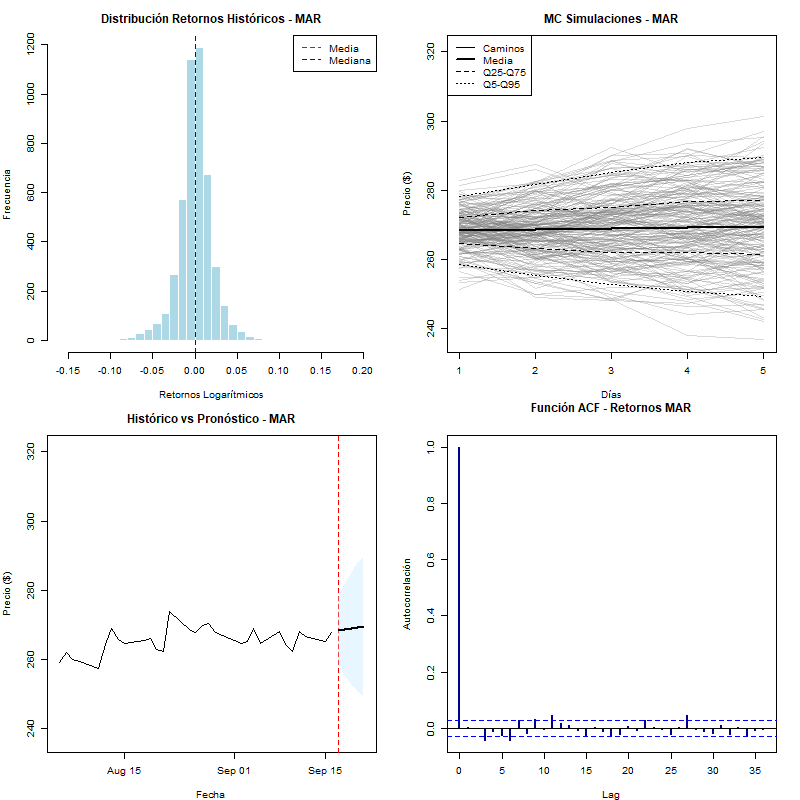 Distribución Retornos Históricos - MAR
Frecuencia
0
200
400
600
800
1000
1200
Media
Mediana
-0.15
-0.10
-0.05
0.00
0.05
0.10
0.15
0.20
Retornos Logarítmicos
MC Simulaciones - MAR
Precio ($)
240
260
280
300
320
Caminos
Media
Q25-Q75
Q5-Q95
1
2
3
4
5
Días
Histórico vs Pronóstico - MAR
Precio ($)
240
260
280
300
320
Aug 15
Sep 01
Sep 15
Fecha
Función ACF - Retornos MAR
Autocorrelación
0.0
0.2
0.4
0.6
0.8
1.0
0
5
10
15
20
25
30
35
Lag